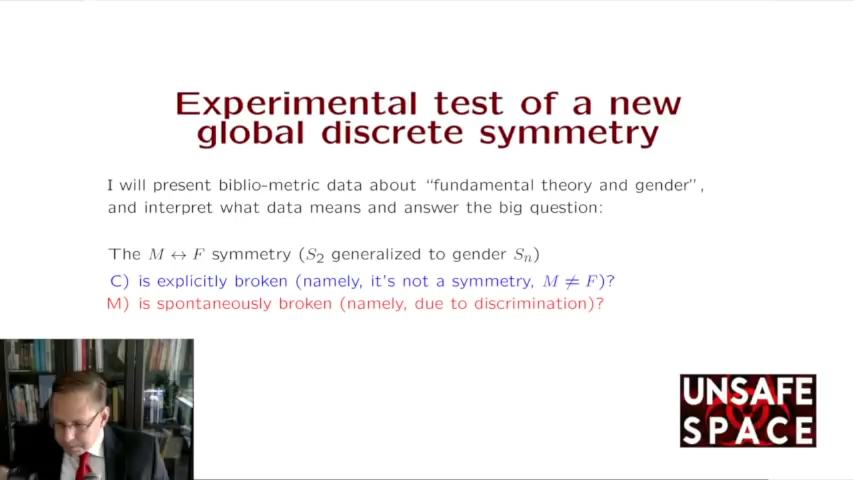 Experimental test of a new
global discrete symmetry
I will present biblio-metric data about “fundamental theory and gender”,
and interpret what data means and answer the big question:
The M ↔ F symmetry (S₂ generalized to gender Sₙ)
C) is explicitly broken (namely, it's not a symmetry, M ≠ F)?
M) is spontaneously broken (namely, due to discrimination)?
UNSAFE
SPACE